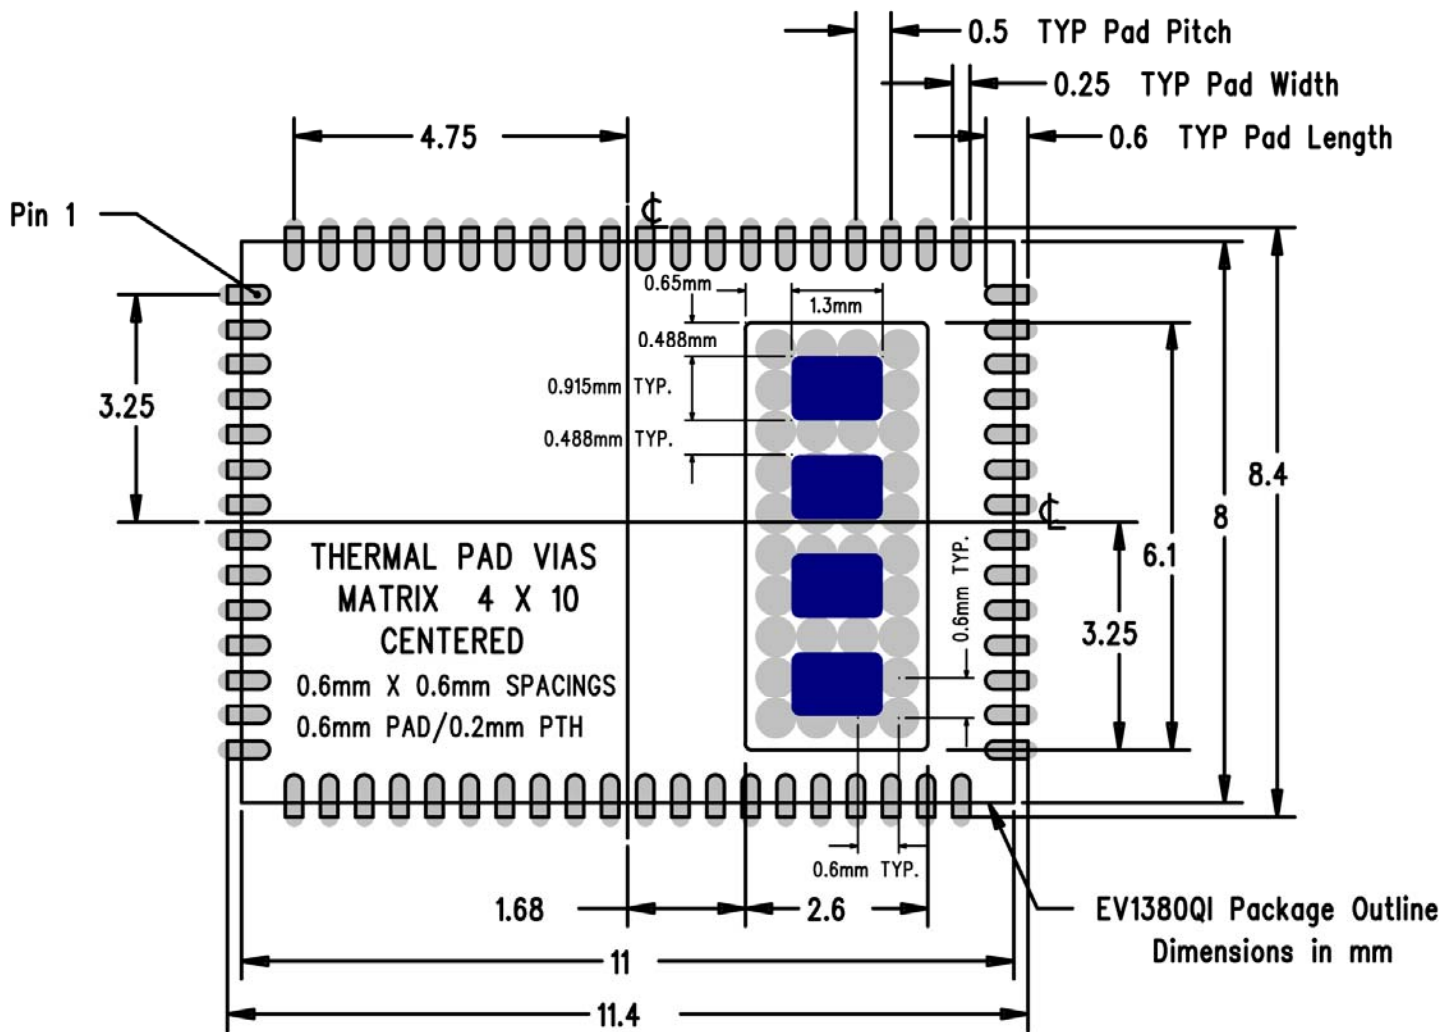 0.5 TYP Pad Pitch
0.25 TYP Pad Width
4.75
0.6 TYP Pad Length
Pin 1
℄
0.65mm
1.3mm
0.488mm
0.915mm TYP.
3.25
0.488mm TYP.
8.4
8
℄
6.1
THERMAL PAD VIAS
MATRIX 4 X 10
CENTERED
0.6mm TYP.
3.25
0.6mm X 0.6mm SPACINGS
0.6mm PAD/0.2mm PTH
0.6mm TYP.
1.68
2.6
EV1380QI Package Outline
Dimensions in mm
11
11.4